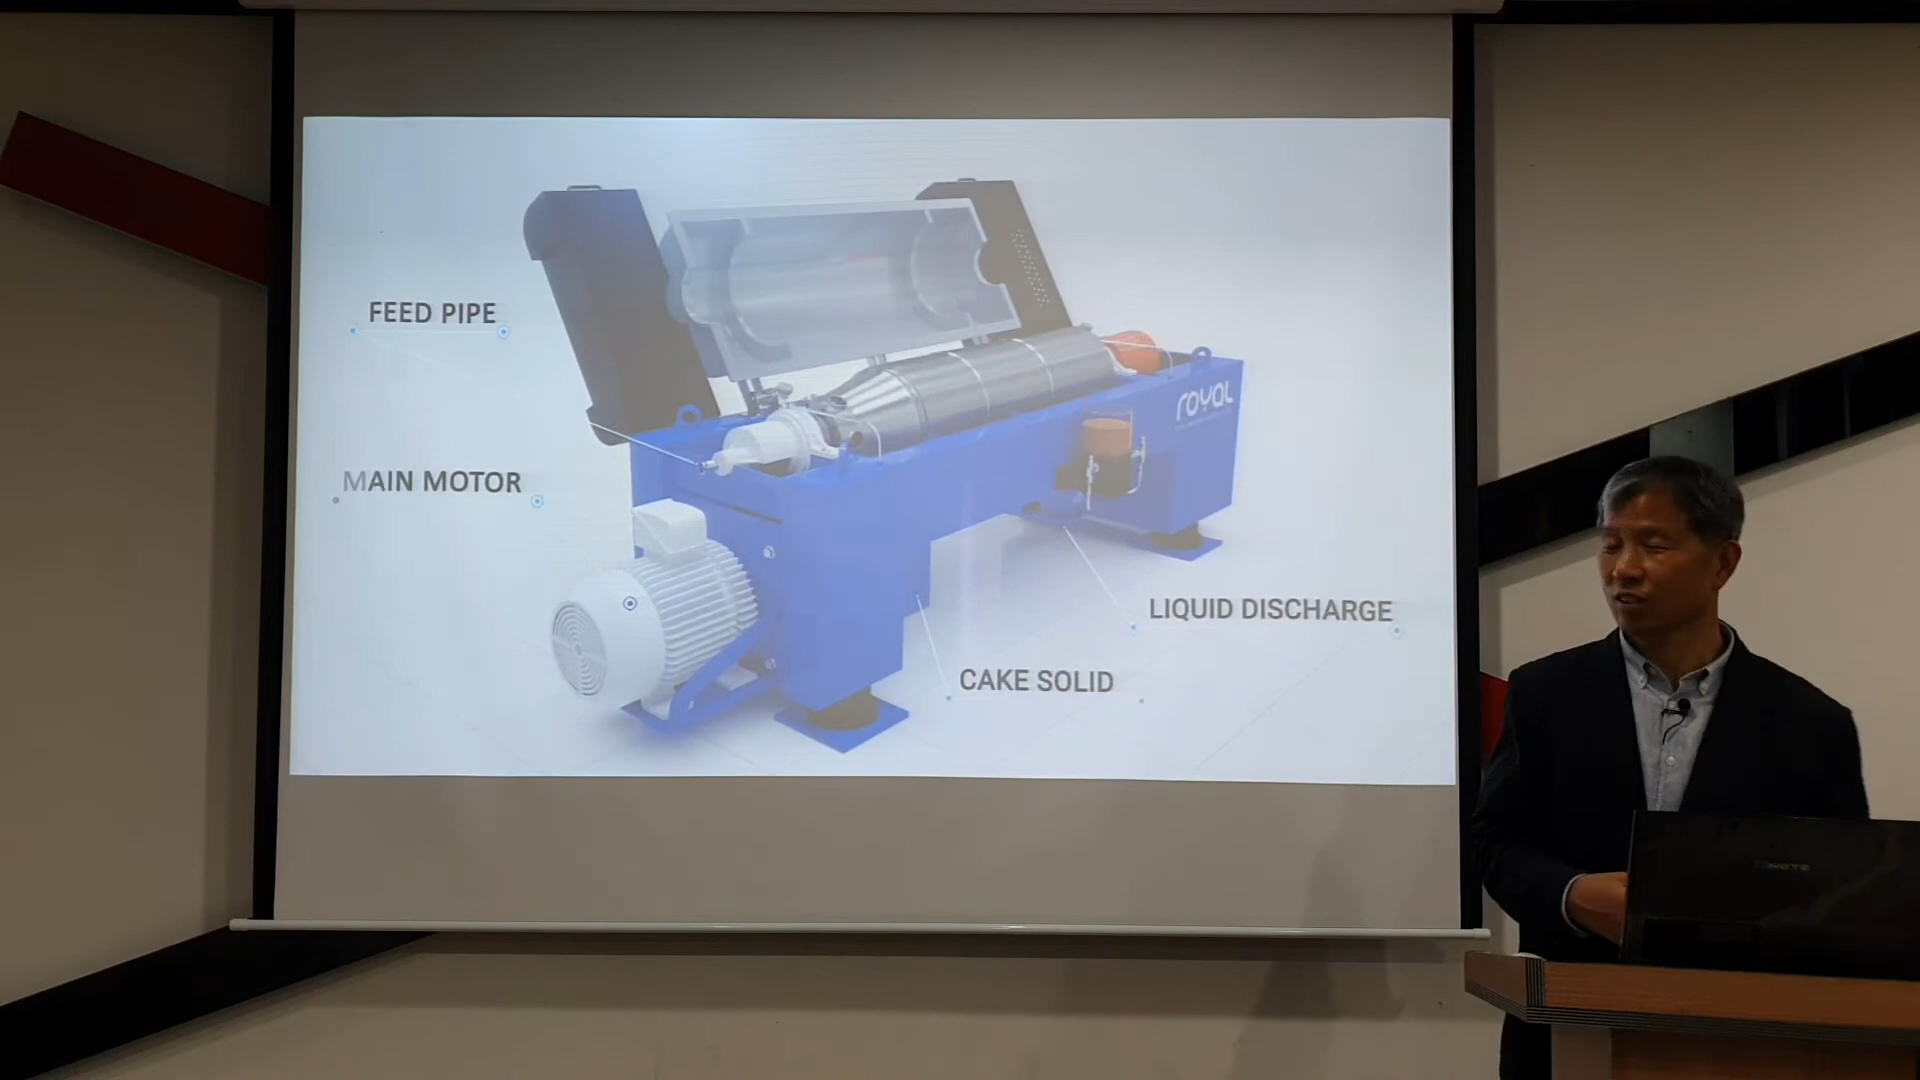 FEED PIPE
MAIN MOTOR
royal
LIQUID DISCHARGE
CAKE SOLID